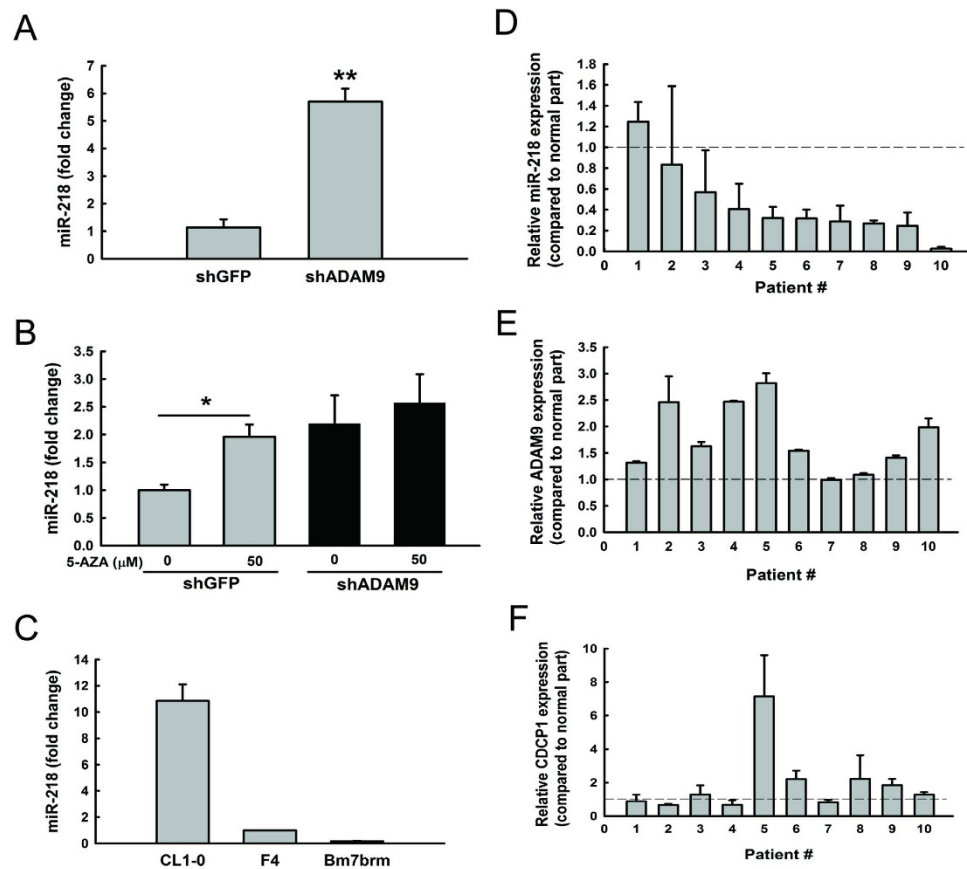 A
miR-218 (fold change)
7
6
5
4
3
2
1
0
**
shGFP shADAM9
B
miR-218 (fold change)
3.5
3.0
2.5
2.0
1.5
1.0
0.5
0.0
*
5-AZA (μM) 0 50 0 50
shGFP shADAM9
C
miR-218 (fold change)
14
12
10
8
6
4
2
0
CL1-0 F4 Bm7brm
D
Relative miR-218 expression
(compared to normal part)
1.8
1.6
1.4
1.2
1.0
0.8
0.6
0.4
0.2
0.0
0 1 2 3 4 5 6 7 8 9 10
Patient #
E
Relative ADAM9 expression
(compared to normal part)
3.5
3.0
2.5
2.0
1.5
1.0
0.5
0.0
0 1 2 3 4 5 6 7 8 9 10
Patient #
F
Relative CDCP1 expression
(compared to normal part)
10
8
6
4
2
0
0 1 2 3 4 5 6 7 8 9 10
Patient #